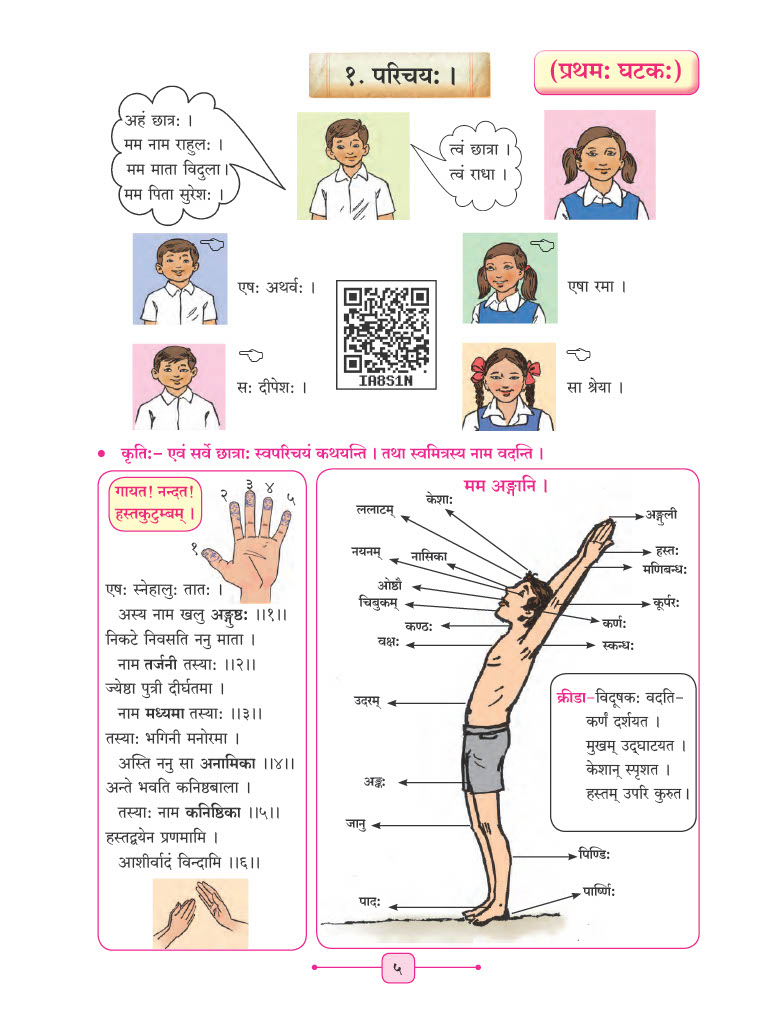 १. परिचयः ।
(प्रथमः घटकः)
अहं छात्रः ।
मम नाम राहुलः ।
मम माता विदुला।
मम पिता सुरेशः ।
त्वं छात्रा ।
त्वं राधा ।
एषः अथर्वः ।
एषा रमा ।
IA8S1N
सः दीपेशः ।
सा श्रेया ।
• कृतिः– एवं सर्वे छात्राः स्वपरिचयं कथयन्ति । तथा स्वमित्रस्य नाम वदन्ति ।
गायत! नन्दत!
हस्तकुटुम्बम् ।
१
२
३
४
५
एषः स्नेहालुः तातः ।
अस्य नाम खलु अङ्गुष्ठः ।।१।।
निकटे निवसति ननु माता ।
नाम तर्जनी तस्याः ।।२।।
ज्येष्ठा पुत्री दीर्घतमा ।
नाम मध्यमा तस्याः ।।३।।
तस्याः भगिनी मनोरमा ।
अस्ति ननु सा अनामिका ।।४।।
अन्ते भवति कनिष्ठबाला ।
तस्याः नाम कनिष्ठिका ।।५।।
हस्तद्वयेन प्रणमामि ।
आशीर्वादं विन्दामि ।।६।।
मम अङ्गानि ।
केशाः
ललाटम्
अङ्गुली
नयनम्
नासिका
हस्तः
मणिबन्धः
ओष्ठौ
चिबुकम्
कूर्परः
कण्ठः
कर्णः
वक्षः
स्कन्धः
उदरम्
क्रीडा–विदूषकः वदति–
कर्णं दर्शयत ।
मुखम् उद्घाटयत ।
केशान् स्पृशत ।
हस्तम् उपरि कुरुत।
अङ्कः
जानु
पिण्डिः
पार्ष्णिः
पादः
५